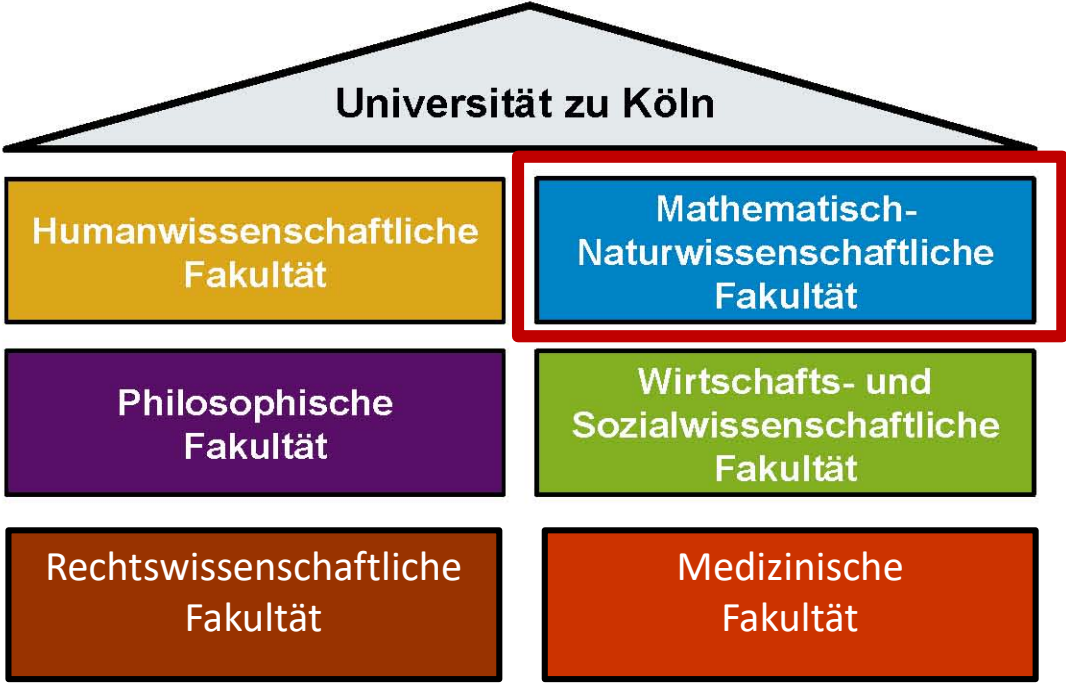 Universität zu Köln
Humanwissenschaftliche
Fakultät
Mathematisch-
Naturwissenschaftliche
Fakultät
Philosophische
Fakultät
Wirtschafts- und
Sozialwissenschaftliche
Fakultät
Rechtswissenschaftliche
Fakultät
Medizinische
Fakultät